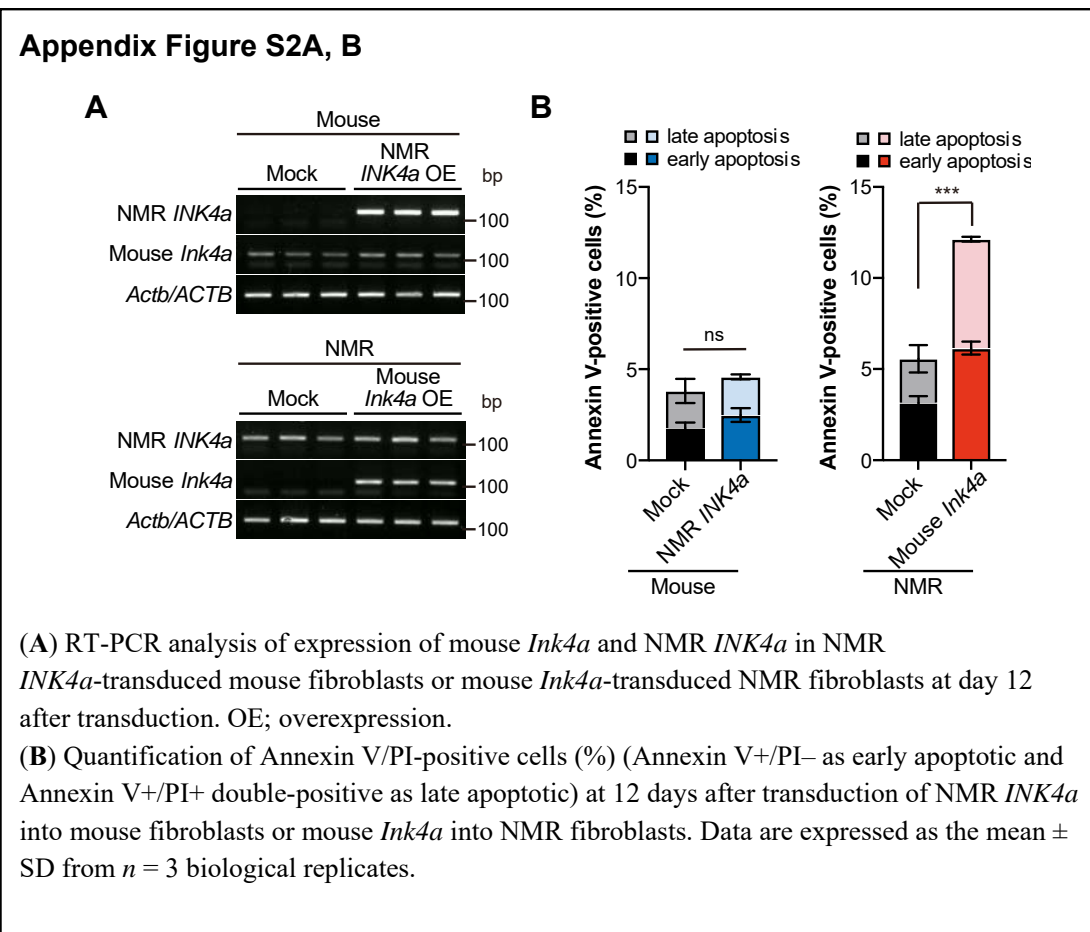 Appendix Figure S2A, B
A
Mouse
Mock
NMR
INK4a OE
bp
NMR INK4a
100
Mouse Ink4a
100
Actb/ACTB
100
NMR
Mock
Mouse
Ink4a OE
bp
NMR INK4a
100
Mouse Ink4a
100
Actb/ACTB
100
B
late apoptosis
early apoptosis
Annexin V-positive cells (%)
15
10
5
0
ns
Mock
NMR INK4a
Mouse
late apoptosis
early apoptosis
Annexin V-positive cells (%)
15
10
5
0
***
Mock
Mouse Ink4a
NMR
(A) RT-PCR analysis of expression of mouse Ink4a and NMR INK4a in NMR
INK4a-transduced mouse fibroblasts or mouse Ink4a-transduced NMR fibroblasts at day 12
after transduction. OE; overexpression.
(B) Quantification of Annexin V/PI-positive cells (%) (Annexin V+/PI– as early apoptotic and
Annexin V+/PI+ double-positive as late apoptotic) at 12 days after transduction of NMR INK4a
into mouse fibroblasts or mouse Ink4a into NMR fibroblasts. Data are expressed as the mean ±
SD from n = 3 biological replicates.